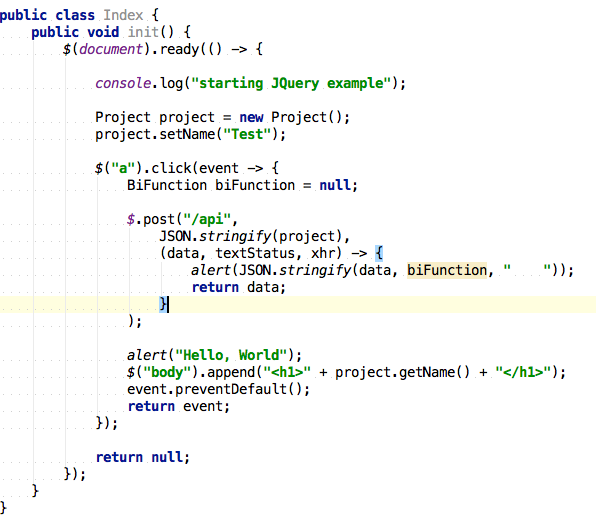 public class Index {
    public void init() {
        $(document).ready(() -> {

            console.log("starting JQuery example");

            Project project = new Project();
            project.setName("Test");

            $("a").click(event -> {
                BiFunction biFunction = null;

                $.post("/api",
                    JSON.stringify(project),
                    (data, textStatus, xhr) -> {
                        alert(JSON.stringify(data, biFunction, "    "));
                        return data;
                    }
                );

                alert("Hello, World");
                $("body").append("<h1>" + project.getName() + "</h1>");
                event.preventDefault();
                return event;
            });

            return null;
        });
    }
}